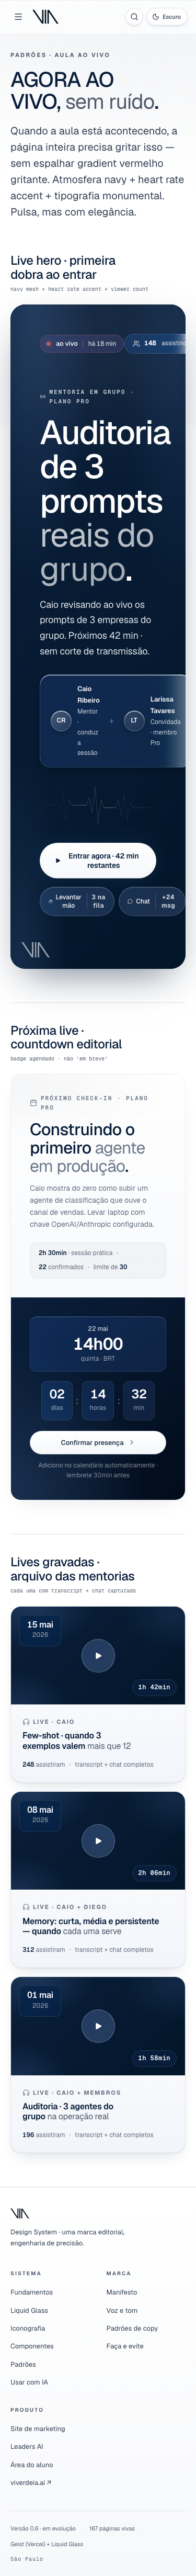 VIA
Escuro
PADRÕES · AULA AO VIVO
AGORA AO
VIVO, sem ruído.
Quando a aula está acontecendo, a
página inteira precisa gritar isso —
sem espalhar gradient vermelho
gritante. Atmosfera navy + heart rate
accent + tipografia monumental.
Pulsa, mas com elegância.
Live hero · primeira
dobra ao entrar
navy mesh + heart rate accent + viewer count
ao vivo há 18 min
148 assistindo
MENTORIA EM GRUPO ·
PLANO PRO
Auditoria
de 3
prompts
reais do
grupo.
Caio revisando ao vivo os
prompts de 3 empresas do
grupo. Próximos 42 min ·
sem corte de transmissão.
CR
Caio
Ribeiro
Mentor
·
conduz
a
sessão
+
LT
Larissa
Tavares
Convidada
· membro
Pro
Entrar agora · 42 min
restantes
Levantar
mão
3 na
fila
Chat
+24
msg
VIA
Próxima live ·
countdown editorial
badge agendado · não 'em breve'
PRÓXIMO CHECK-IN · PLANO
PRO
Construindo o
primeiro agente
em produção.
Caio mostra do zero como subir um
agente de classificação que ouve o
canal de vendas. Levar laptop com
chave OpenAI/Anthropic configurada.
2h 30min · sessão prática ·
22 confirmados · limite de 30
22 mai
14h00
quinta · BRT
02 : 14 : 32
dias horas min
Confirmar presença
Adiciono no calendário automaticamente ·
lembrete 30min antes
Lives gravadas ·
arquivo das mentorias
cada uma com transcript + chat capturado
15 mai
2026
1h 42min
LIVE · CAIO
Few-shot · quando 3
exemplos valem mais que 12
248 assistiram · transcript + chat completos
08 mai
2026
2h 06min
LIVE · CAIO + DIEGO
Memory: curta, média e persistente
— quando cada uma serve
312 assistiram · transcript + chat completos
01 mai
2026
1h 58min
LIVE · CAIO + MEMBROS
Auditoria · 3 agentes do
grupo na operação real
196 assistiram · transcript + chat completos
VIA
Design System · uma marca editorial,
engenharia de precisão.
SISTEMA
Fundamentos
Liquid Glass
Iconografia
Componentes
Padrões
Usar com IA
MARCA
Manifesto
Voz e tom
Padrões de copy
Faça e evite
PRODUTO
Site de marketing
Leaders AI
Área do aluno
viverdeia.ai ↗
Versão 0.6 · em evolução 167 páginas vivas
Geist (Vercel) + Liquid Glass
São Paulo